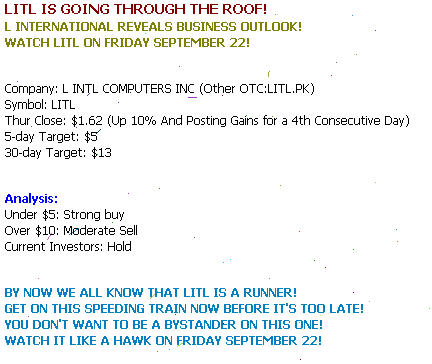 LITL IS GOING THROUGH THE ROOF!
L INTERNATIONAL REVEALS BUSINESS OUTLOOK!
WATCH LITL ON FRIDAY SEPTEMBER 22!
Company: L INTL COMPUTERS INC (Other OTC:LITL.PK)
Symbol: LITL
Thur Close: $1.62 (Up 10% And Posting Gains for a 4th Consecutive Day)
5-day Target: $5
30-day Target: $13
Analysis:
Under $5: Strong buy
Over $10: Moderate Sell
Current Investors: Hold
BY NOW WE ALL KNOW THAT LITL IS A RUNNER!
GET ON THIS SPEEDING TRAIN NOW BEFORE IT'S TOO LATE!
YOU DON'T WANT TO BE A BYSTANDER ON THIS ONE!
WATCH IT LIKE A HAWK ON FRIDAY SEPTEMBER 22!